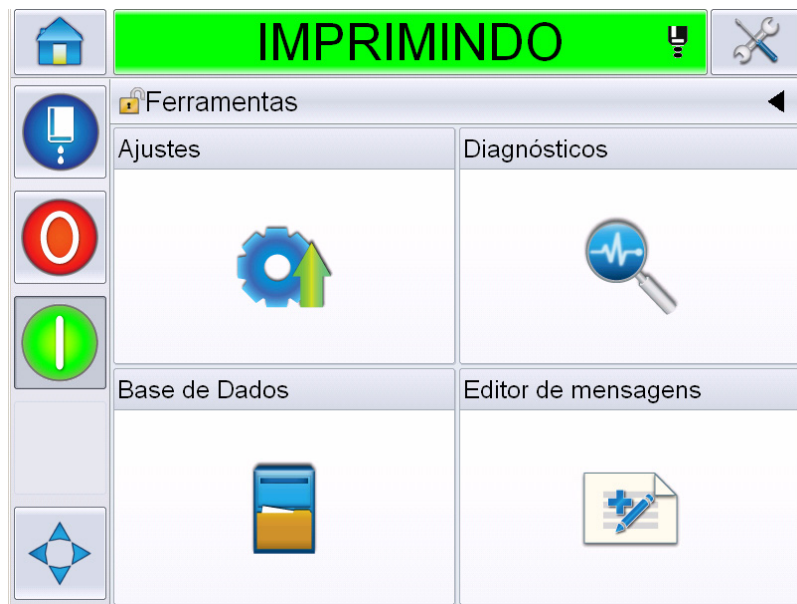 IMPRIMINDO
Ferramentas
Ajustes
Diagnósticos
Base de Dados
Editor de mensagens